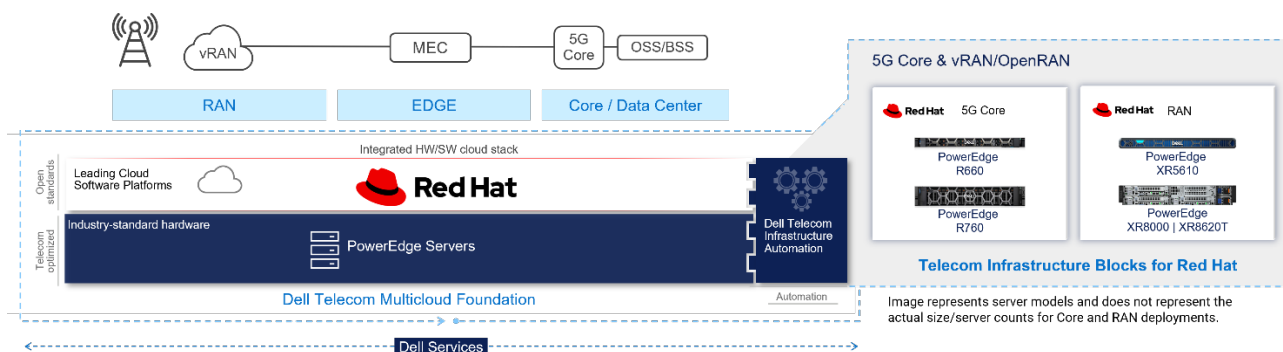 vRAN
MEC
5G
Core
OSS/BSS
RAN
EDGE
Core / Data Center
Integrated HW/SW cloud stack
Open
standards
Leading Cloud
Software Platforms
Red Hat
Telecom
optimized
Industry-standard hardware
PowerEdge Servers
Dell Telecom
Infrastructure
Automation
Dell Telecom Multicloud Foundation
Automation
Dell Services
5G Core & vRAN/OpenRAN
Red Hat 5G Core
PowerEdge
R660
PowerEdge
R760
Red Hat RAN
PowerEdge
XR5610
PowerEdge
XR8000 | XR8620T
Telecom Infrastructure Blocks for Red Hat
Image represents server models and does not represent the
actual size/server counts for Core and RAN deployments.